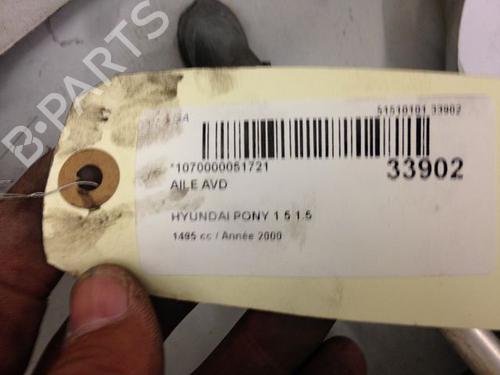 B-PARTS
51510101 33902
*1070000051721
33902
AILE AVD
HYUNDAI PONY 1 5 1.5
1495 cc / Année 2000